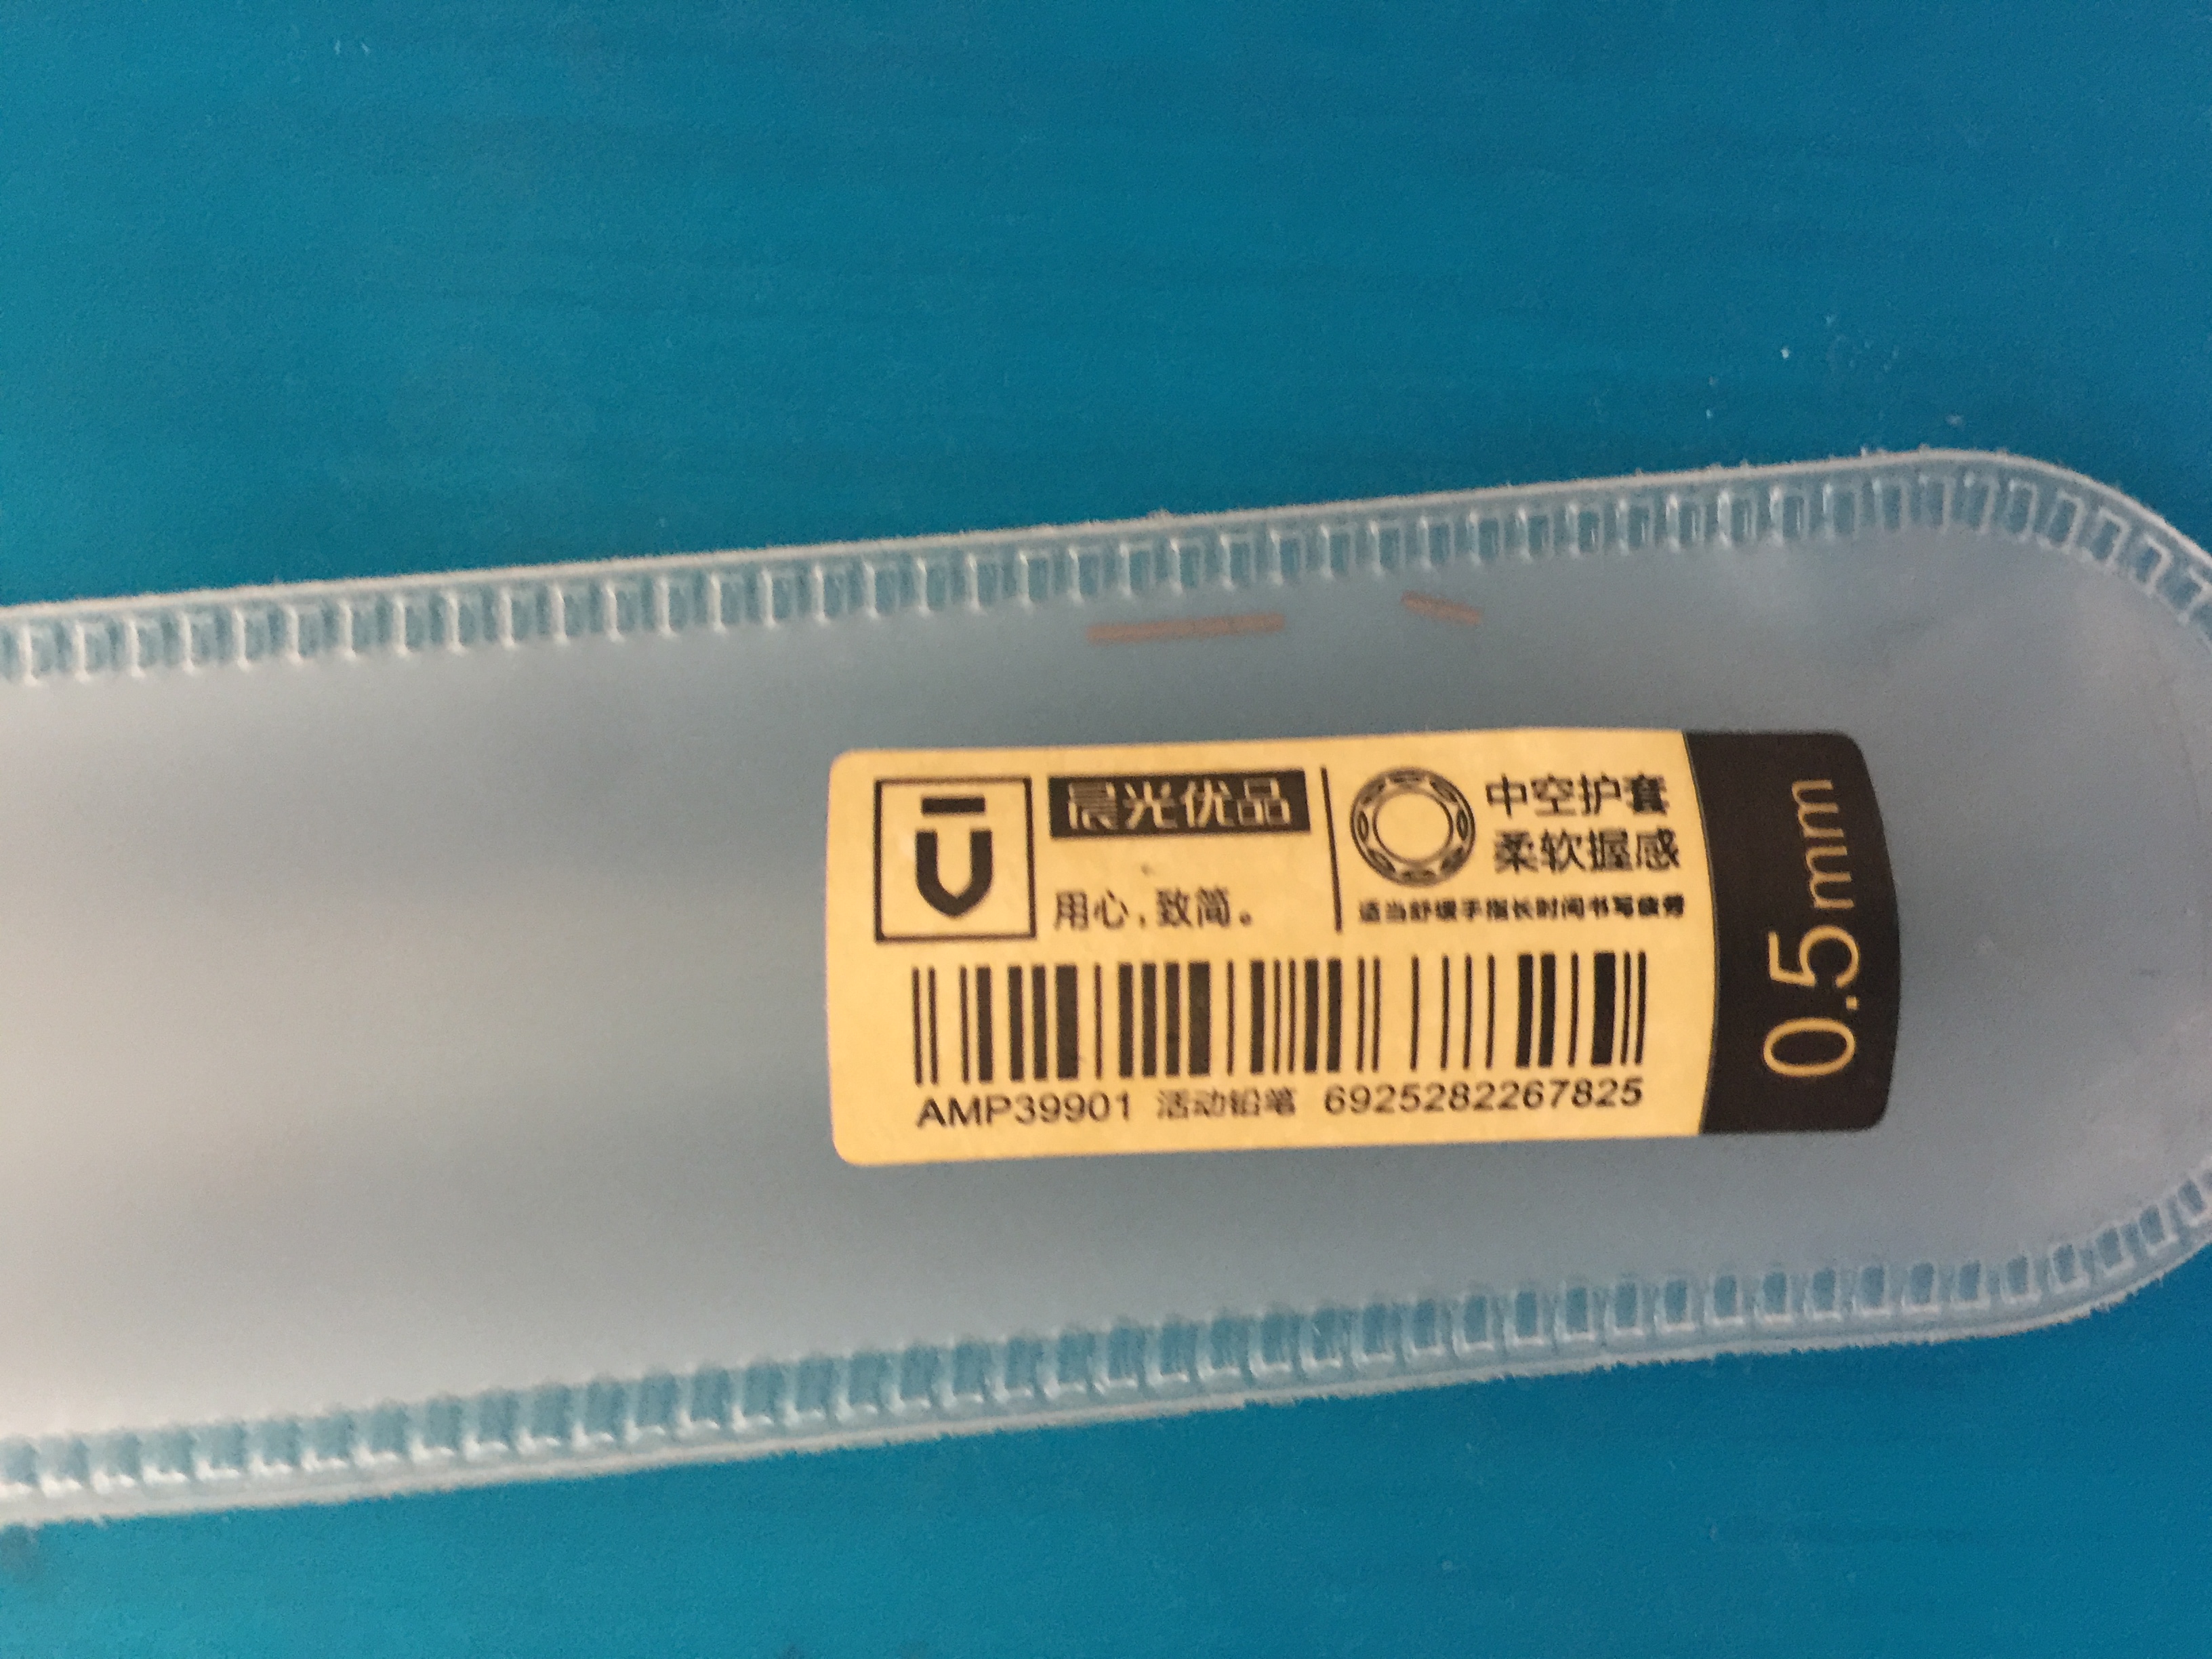 晨光优品
用心，致简。
中空护套
柔软握感
适当舒缓手指长时间书写疲劳
AMP39901 活动铅笔 6925282267825
0.5mm